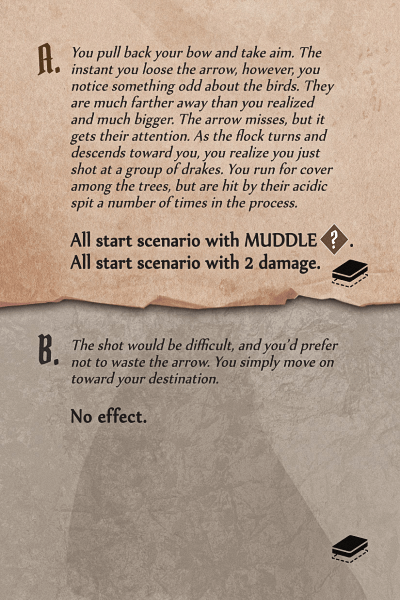 A. You pull back your bow and take aim. The
instant you loose the arrow, however, you
notice something odd about the birds. They
are much farther away than you realized
and much bigger. The arrow misses, but it
gets their attention. As the flock turns and
descends toward you, you realize you just
shot at a group of drakes. You run for cover
among the trees, but are hit by their acidic
spit a number of times in the process.
All start scenario with MUDDLE ?.
All start scenario with 2 damage.
B. The shot would be difficult, and you'd prefer
not to waste the arrow. You simply move on
toward your destination.
No effect.